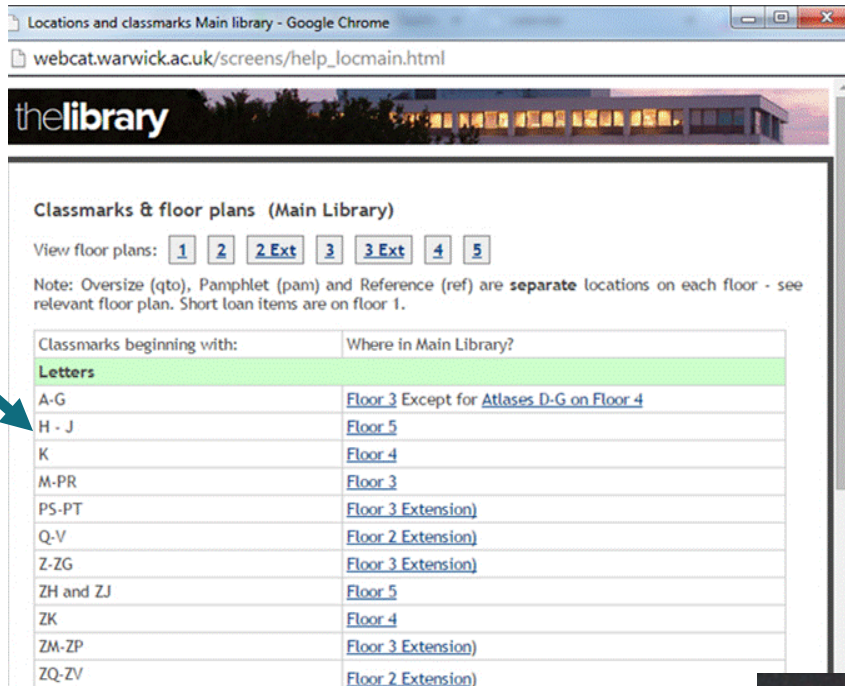 Locations and classmarks Main library - Google Chrome
webcat.warwick.ac.uk/screens/help_locmain.html
thelibrary
Classmarks & floor plans (Main Library)
View floor plans: 1 2 2 Ext 3 3 Ext 4 5
Note: Oversize (qto), Pamphlet (pam) and Reference (ref) are separate locations on each floor - see
relevant floor plan. Short loan items are on floor 1.
Classmarks beginning with: Where in Main Library?
Letters
A-G Floor 3 Except for Atlases D-G on Floor 4
H - J Floor 5
K Floor 4
M-PR Floor 3
PS-PT Floor 3 Extension)
Q-V Floor 2 Extension)
Z-ZG Floor 3 Extension)
ZH and ZJ Floor 5
ZK Floor 4
ZM-ZP Floor 3 Extension)
ZQ-ZV Floor 2 Extension)